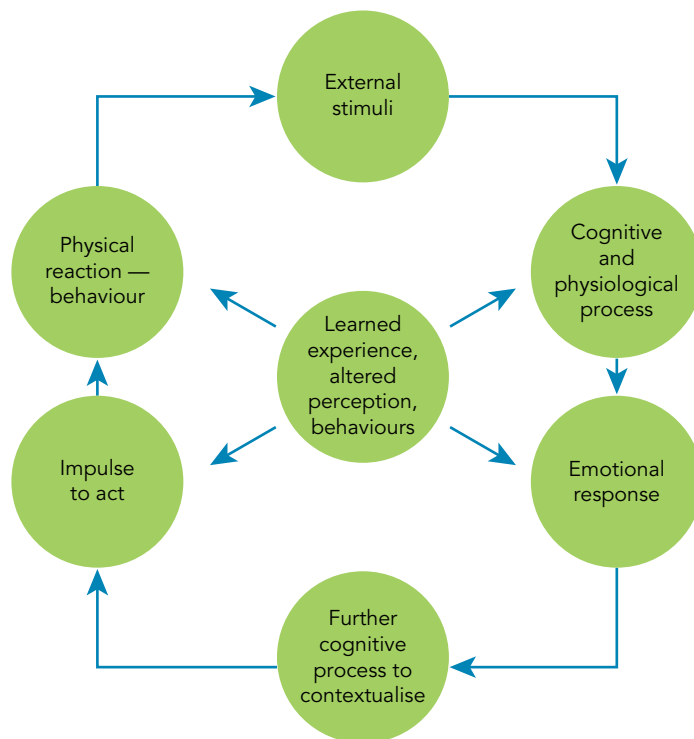 External
stimuli
Cognitive
and
physiological
process
Emotional
response
Further
cognitive
process to
contextualise
Impulse
to act
Physical
reaction —
behaviour
Learned
experience,
altered
perception,
behaviours